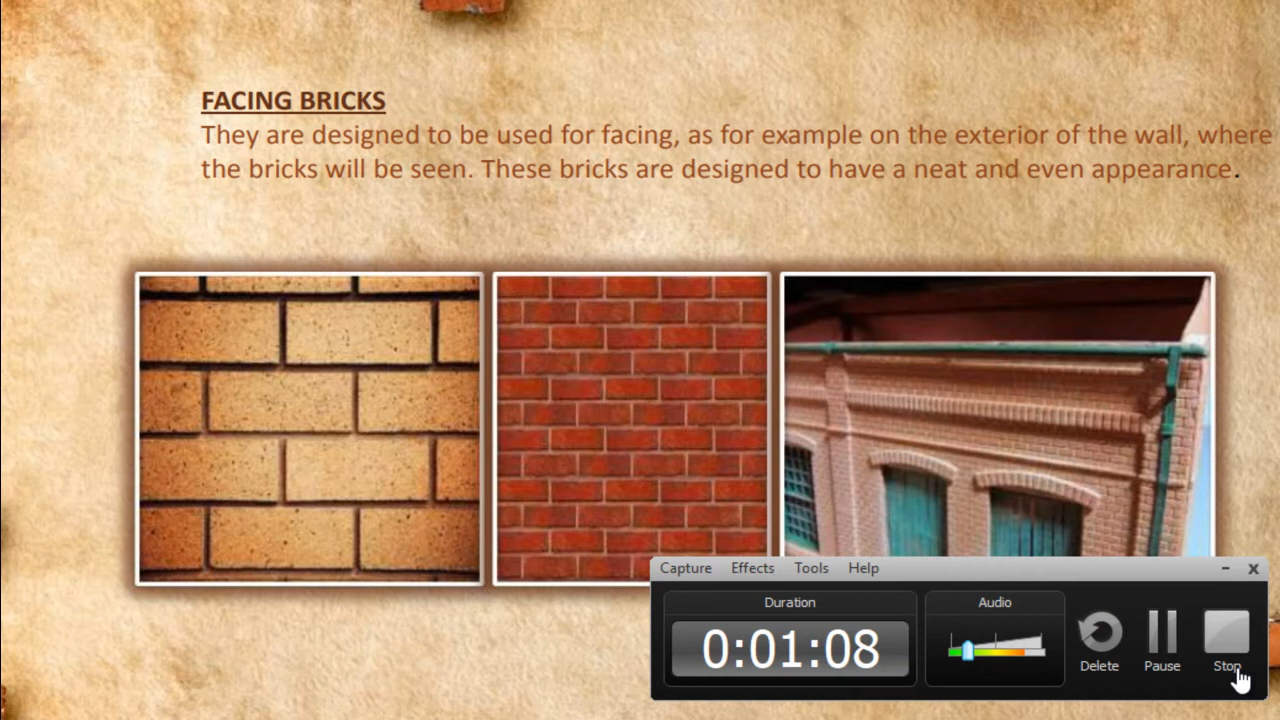 FACING BRICKS
They are designed to be used for facing, as for example on the exterior of the wall, where
the bricks will be seen. These bricks are designed to have a neat and even appearance.
Capture Effects Tools Help
Duration
Audio
0:01:08
Delete Pause Stop